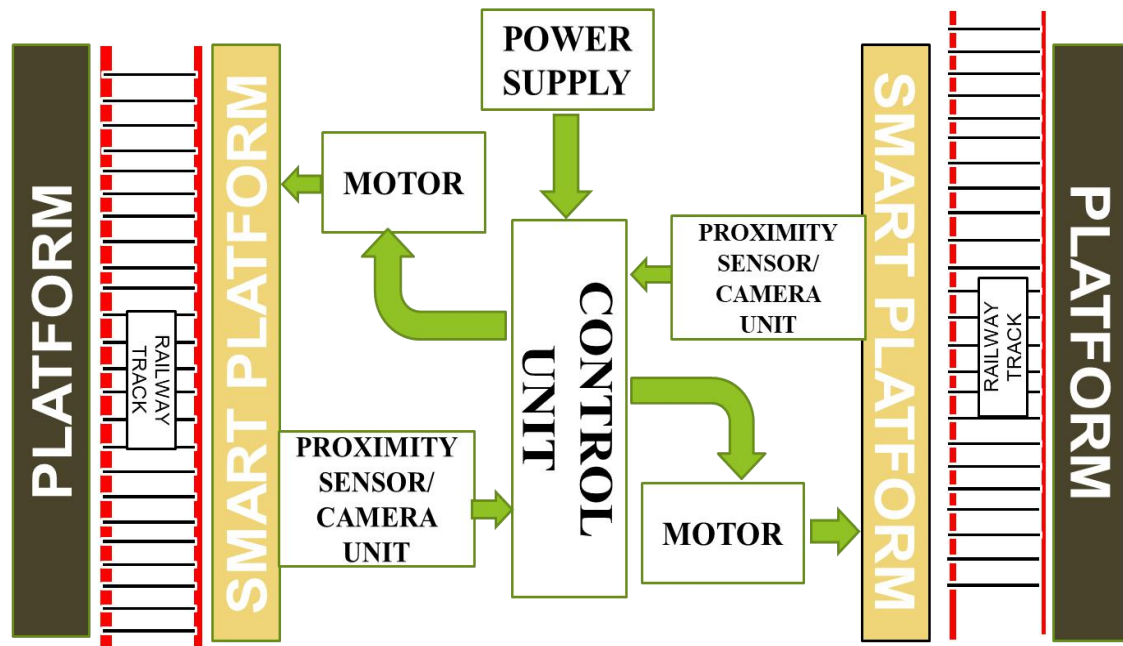 PLATFORM
RAILWAY
TRACK
SMART PLATFORM
POWER
SUPPLY
MOTOR
PROXIMITY
SENSOR/
CAMERA
UNIT
CONTROL
UNIT
PROXIMITY
SENSOR/
CAMERA
UNIT
MOTOR
SMART PLATFORM
RAILWAY
TRACK
PLATFORM